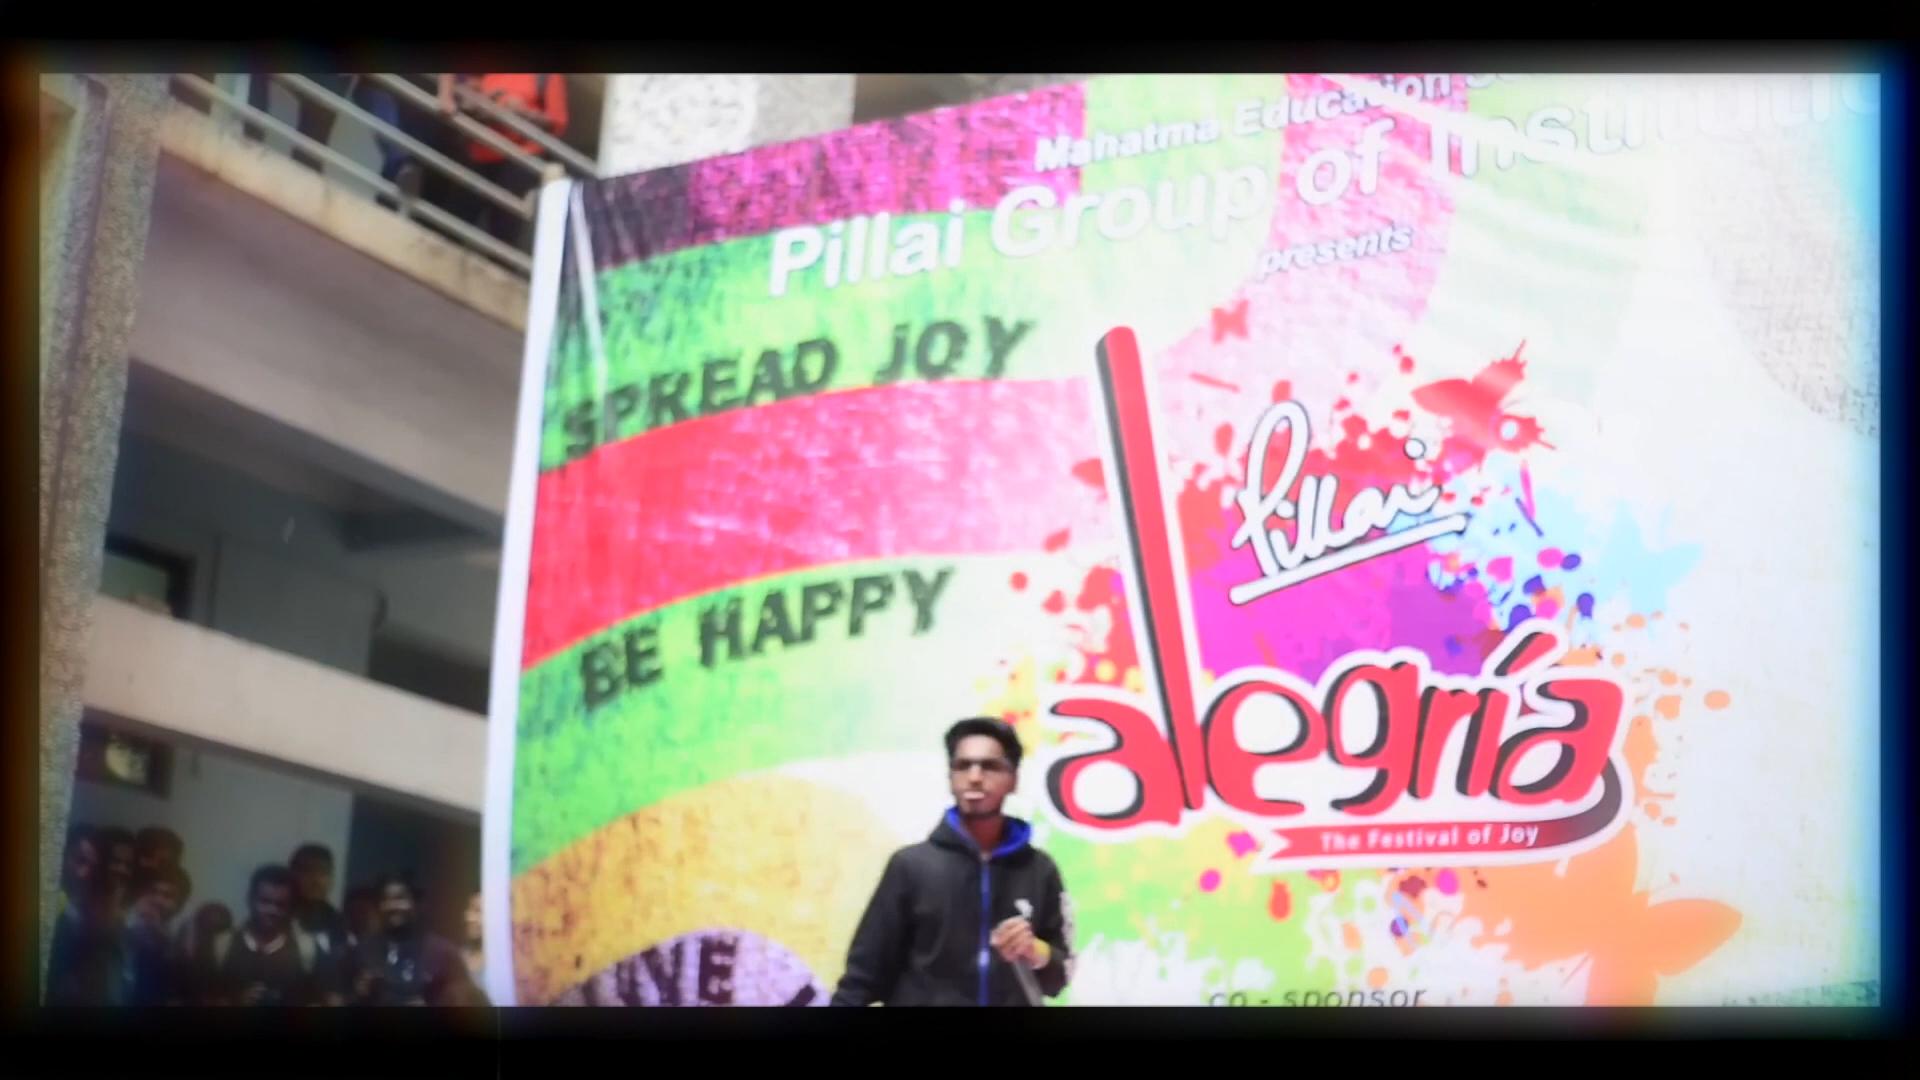 Mahatma Education
Pillai Group of
presents
SPREAD JOY
BE HAPPY
Pillai
alegría
The Festival of Joy
co - sponsor